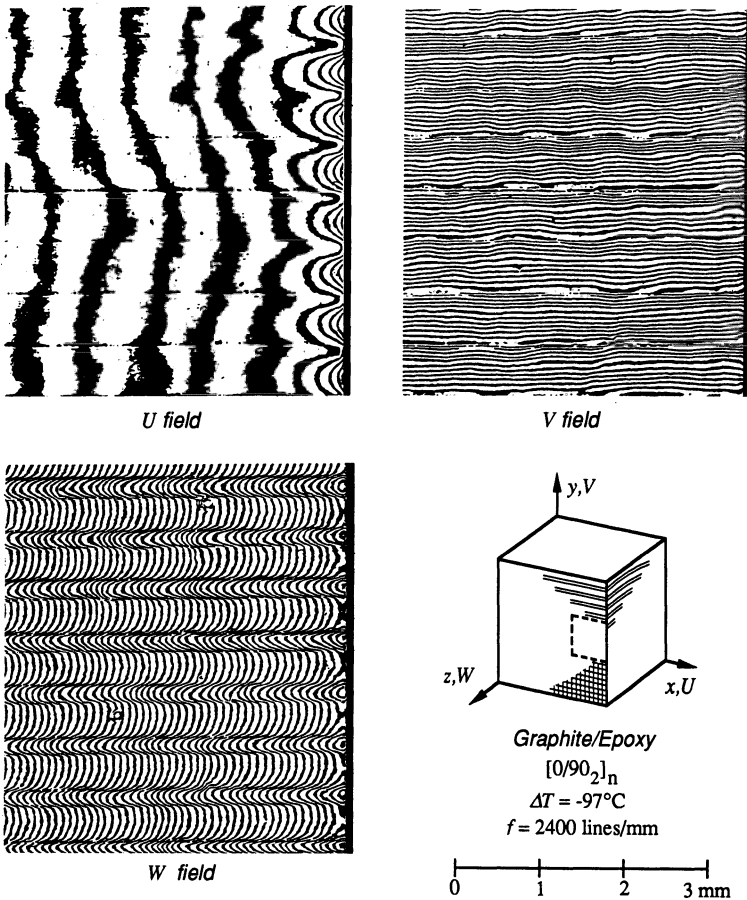 U field
V field
W field
y,V
z,W
x,U
Graphite/Epoxy
[0/90₂]ₙ
ΔT = -97°C
f = 2400 lines/mm
0 1 2 3 mm